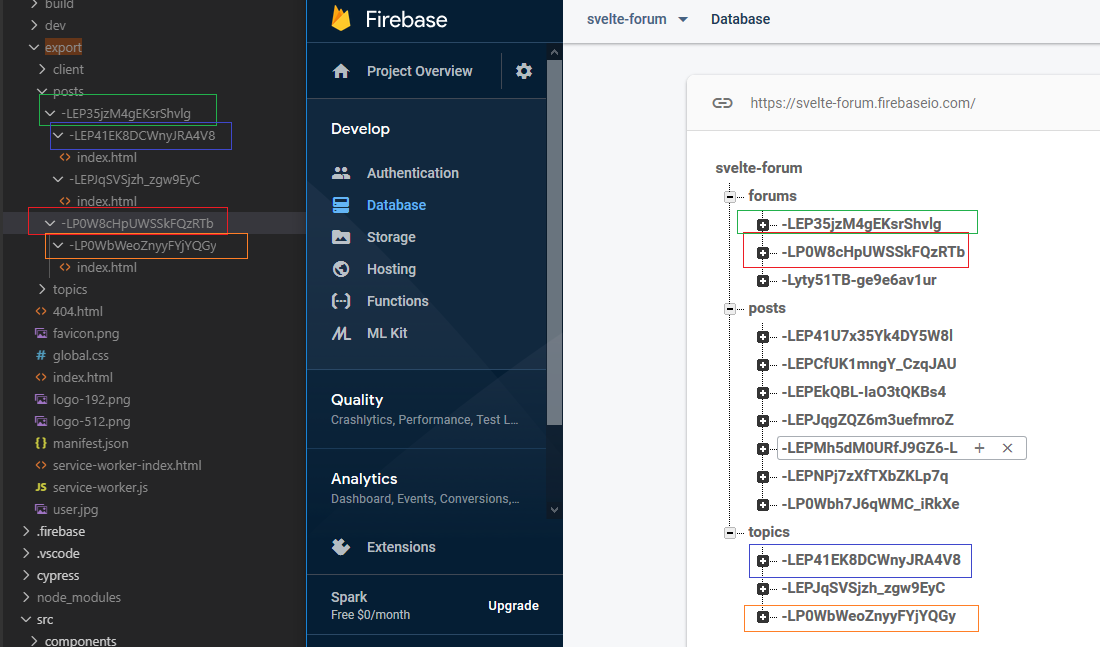 build
dev
export
client
posts
-LEP35jzM4gEKsrShvlg
-LEP41EK8DCWnyJRA4V8
<> index.html
-LEPJqSVSjzh_zgw9EyC
<> index.html
-LP0W8cHpUWSSkFQzRTb
-LP0WbWeoZnyyFYjYQGy
<> index.html
topics
<> 404.html
favicon.png
# global.css
<> index.html
logo-192.png
logo-512.png
{} manifest.json
<> service-worker-index.html
JS service-worker.js
user.jpg
.firebase
.vscode
cypress
node_modules
src
components
Firebase
Project Overview
Develop
Authentication
Database
Storage
Hosting
Functions
ML Kit
Quality
Crashlytics, Performance, Test L...
Analytics
Dashboard, Events, Conversions,...
Extensions
Spark
Free $0/month
Upgrade
svelte-forum Database
https://svelte-forum.firebaseio.com/
svelte-forum
forums
-LEP35jzM4gEKsrShvlg
-LP0W8cHpUWSSkFQzRTb
-Lyty51TB-ge9e6av1ur
posts
-LEP41U7x35Yk4DY5W8l
-LEPCfUK1mngY_CzqJAU
-LEPEkQBL-IaO3tQKBs4
-LEPJqgZQZ6m3uefmroZ
-LEPMh5dM0URfJ9GZ6-L
-LEPNPj7zXfTXbZKLp7q
-LP0Wbh7J6qWMC_iRkXe
topics
-LEP41EK8DCWnyJRA4V8
-LEPJqSVSjzh_zgw9EyC
-LP0WbWeoZnyyFYjYQGy